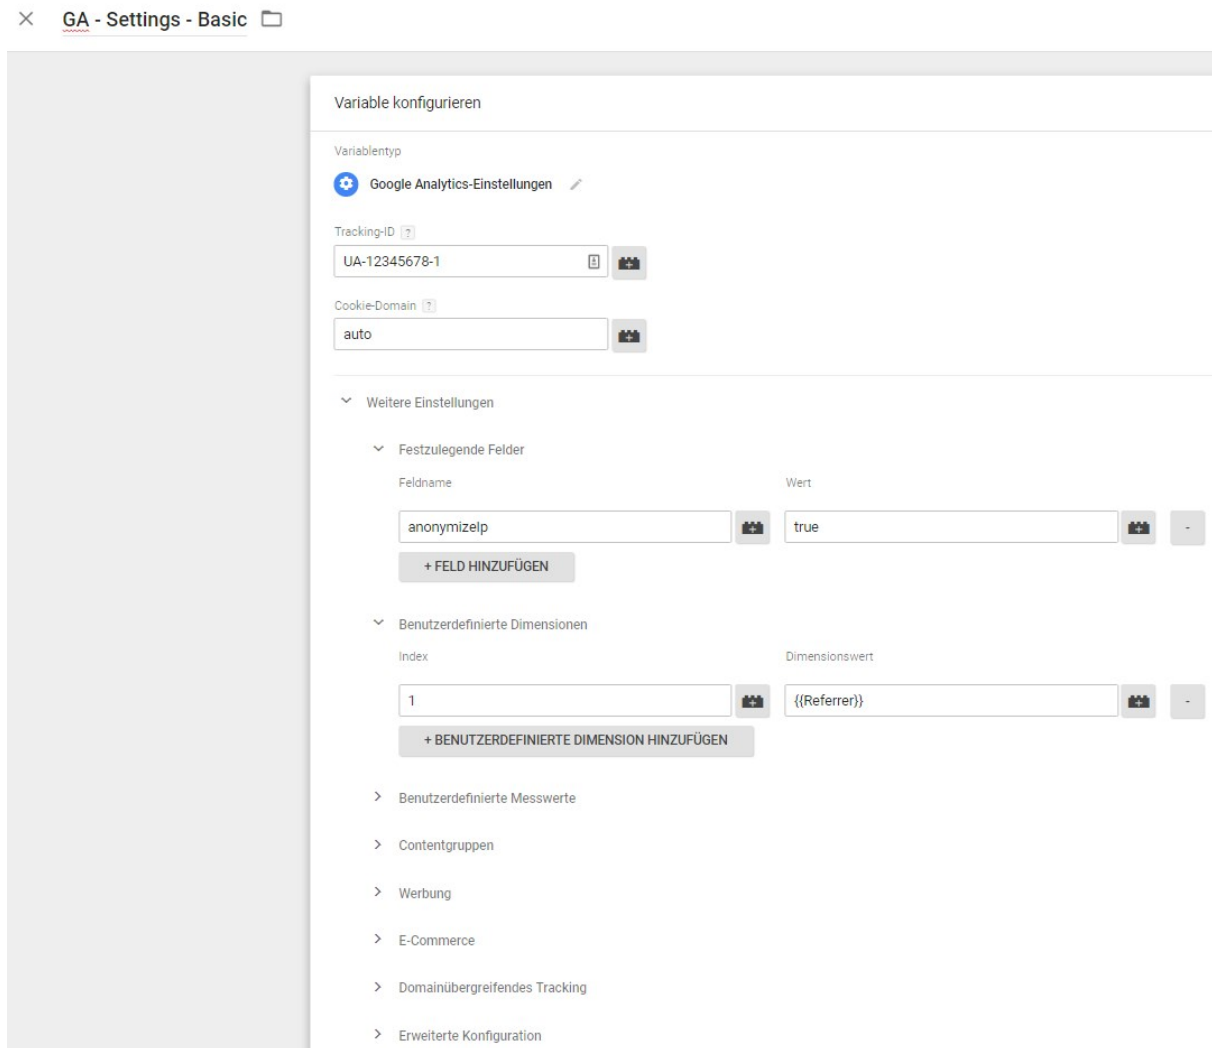 GA - Settings - Basic
Variable konfigurieren
Variablentyp
Google Analytics-Einstellungen
Tracking-ID ?
UA-12345678-1
Cookie-Domain ?
auto
Weitere Einstellungen
Festzulegende Felder
Feldname Wert
anonymizeIp true -
+ FELD HINZUFÜGEN
Benutzerdefinierte Dimensionen
Index Dimensionswert
1 {{Referrer}} -
+ BENUTZERDEFINIERTE DIMENSION HINZUFÜGEN
Benutzerdefinierte Messwerte
Contentgruppen
Werbung
E-Commerce
Domainübergreifendes Tracking
Erweiterte Konfiguration